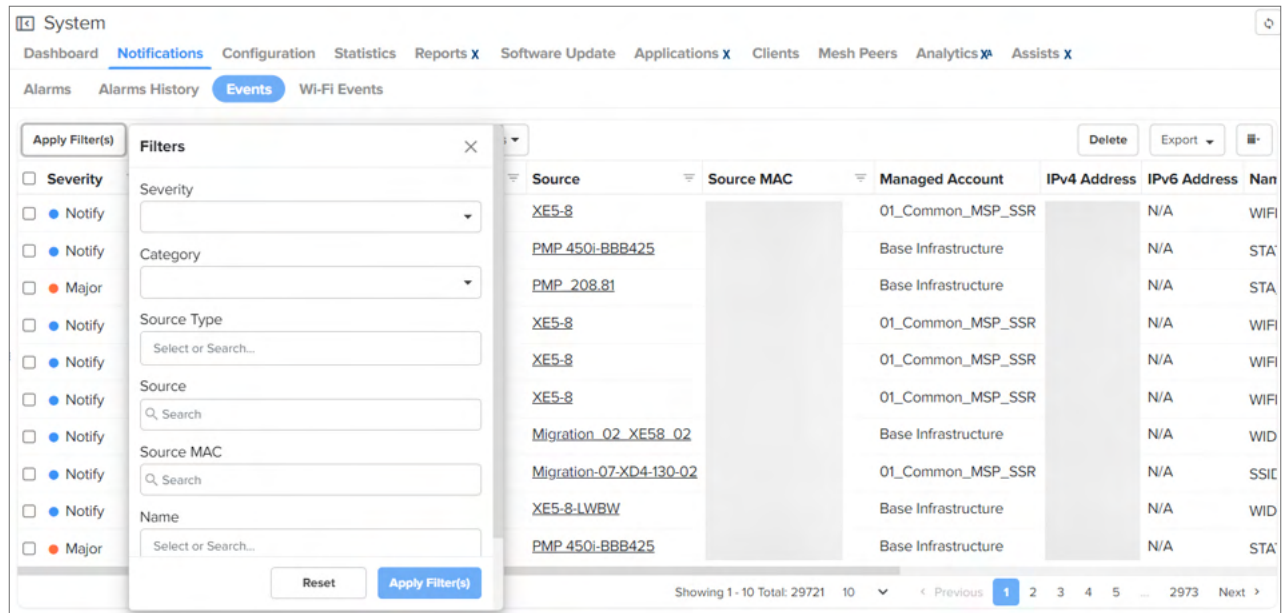 System
Dashboard Notifications Configuration Statistics Reports X Software Update Applications X Clients Mesh Peers Analytics XA Assists X
Alarms Alarms History Events Wi-Fi Events
Apply Filter(s) Filters Delete Export
Severity Source Source MAC Managed Account IPv4 Address IPv6 Address
Severity
Notify XE5-8 01_Common_MSP_SSR N/A WIFI
Notify PMP 450i-BBB425 Base Infrastructure N/A STA
Category
Major PMP_208.81 Base Infrastructure N/A STA
Source Type
Notify XE5-8 01_Common_MSP_SSR N/A WIFI
Select or Search...
Notify XE5-8 01_Common_MSP_SSR N/A WIFI
Source
Notify XE5-8 01_Common_MSP_SSR N/A WIFI
Search
Notify Migration_02_XE58_02 Base Infrastructure N/A WID
Source MAC
Notify Migration-07-XD4-130-02 01_Common_MSP_SSR N/A SSID
Search
Notify XE5-8-LWBW Base Infrastructure N/A WID
Name
Major Select or Search... PMP 450i-BBB425 Base Infrastructure N/A STA
Reset Apply Filter(s)
Showing 1 - 10 Total: 29721 10 < Previous 1 2 3 4 5 ... 2973 Next >